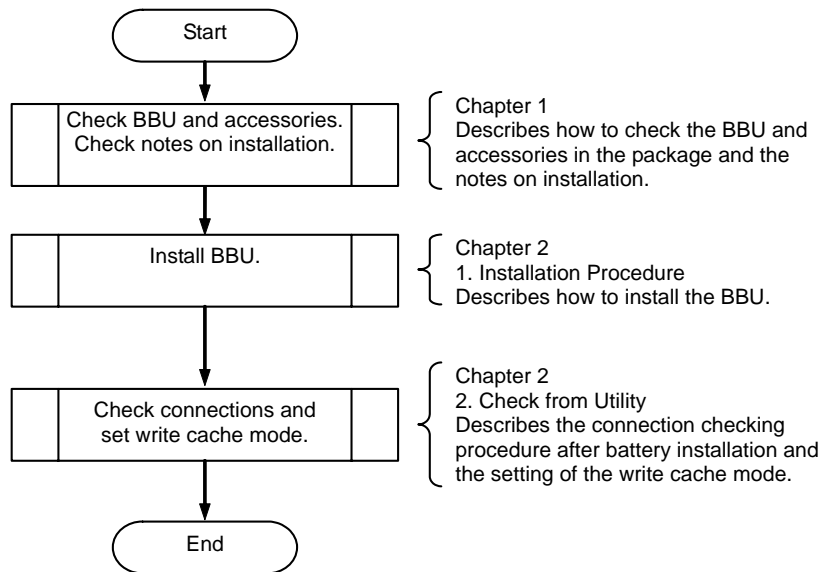 Start
Check BBU and accessories.
Check notes on installation.
Chapter 1
Describes how to check the BBU and
accessories in the package and the
notes on installation.
Install BBU.
Chapter 2
1. Installation Procedure
Describes how to install the BBU.
Check connections and
set write cache mode.
Chapter 2
2. Check from Utility
Describes the connection checking
procedure after battery installation and
the setting of the write cache mode.
End